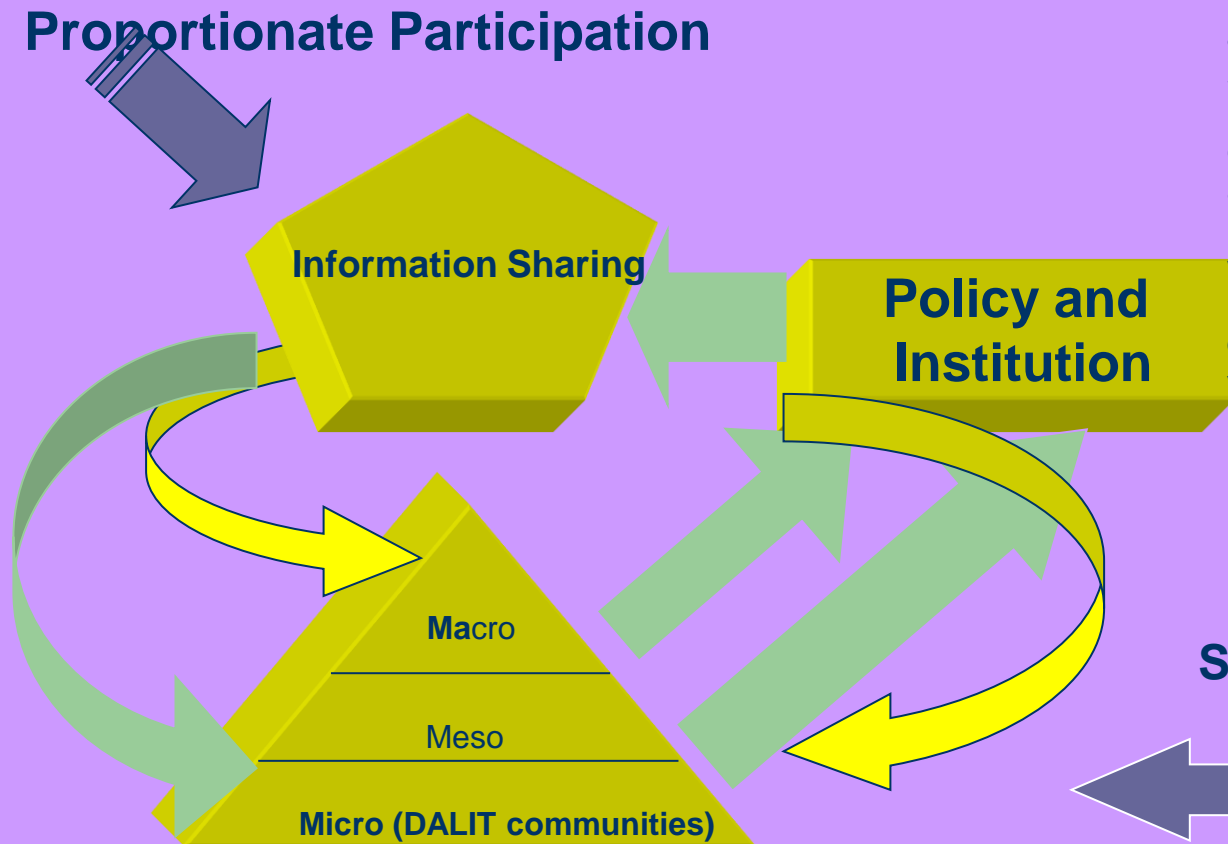 Proportionate Participation
Information Sharing
Policy and
Institution
Macro
S
Meso
Micro (DALIT communities)